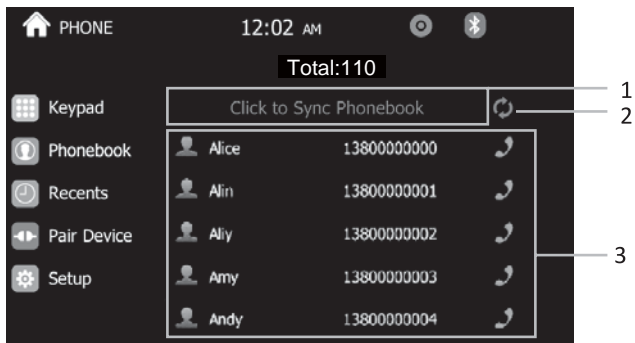 PHONE 12:02 AM
Total:110
Click to Sync Phonebook 1
2
Keypad
Phonebook Alice 13800000000
Recents Alin 13800000001
Pair Device Aliy 13800000002
3
Setup Amy 13800000003
Andy 13800000004